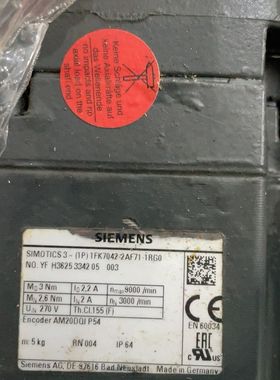 Keine Schläge und
keine Axialkräfte auf
das Wellenende
no impacts and no
axial load on the
shaft end
SIEMENS
SIMOTICS S - (1P) 1FK7042-2AF71-1RG0
NO. YF H3625 3342 05 003
M₀ 3 Nm I₀ 2,2 A nmax 9000 /min
MN 2,6 Nm IN 2 A nN 3000 /min
UIN 270 V Th.Cl.155 (F)
Encoder AM20DQI P54
EN 60034
m: 5 kg RN 004 IP 64
Siemens AG, DE-97616 Bad Neustadt Made in Germany